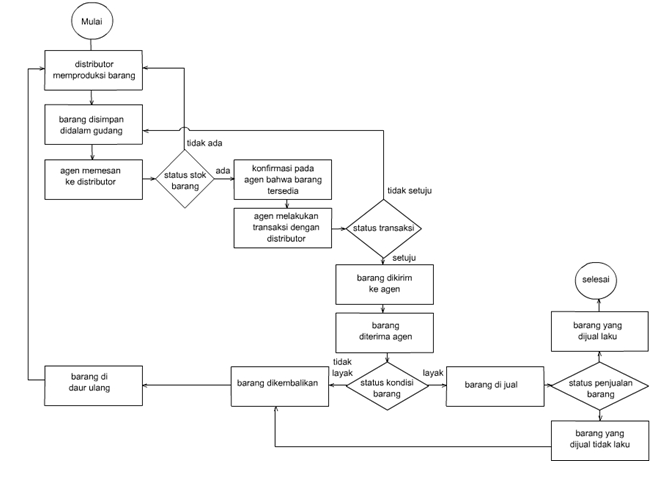 Mulai
distributor
memproduksi barang
barang disimpan
didalam gudang
tidak ada
agen memesan
ke distributor
status stok
barang
ada
konfirmasi pada
agen bahwa barang
tersedia
tidak setuju
agen melakukan
transaksi dengan
distributor
status transaksi
setuju
barang dikirim
ke agen
selesai
barang
diterima agen
barang yang
dijual laku
barang di
daur ulang
barang dikembalikan
tidak
layak
status kondisi
barang
layak
barang di jual
status penjualan
barang
barang yang
dijual tidak laku